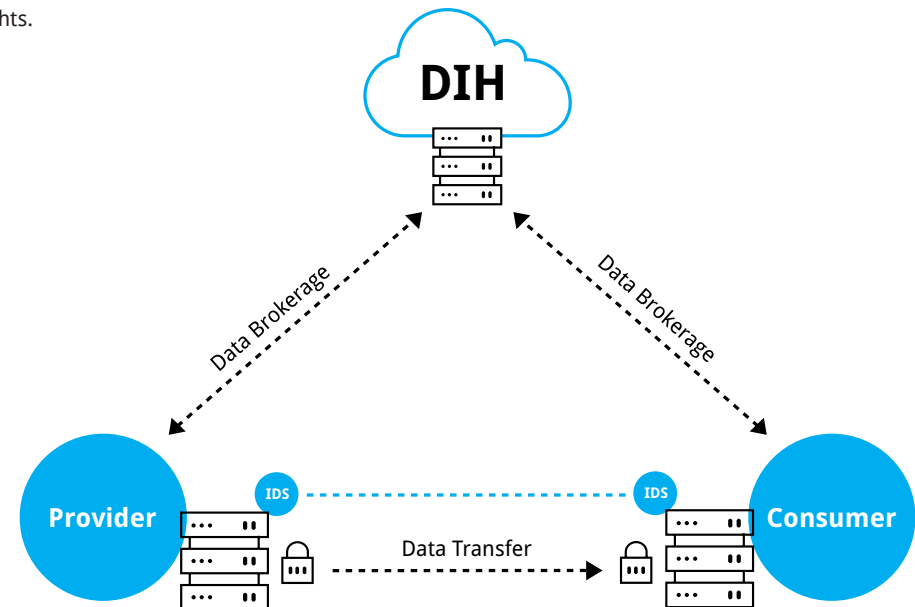 hts.
DIH
Data Brokerage
Data Brokerage
IDS
IDS
Provider
Consumer
Data Transfer